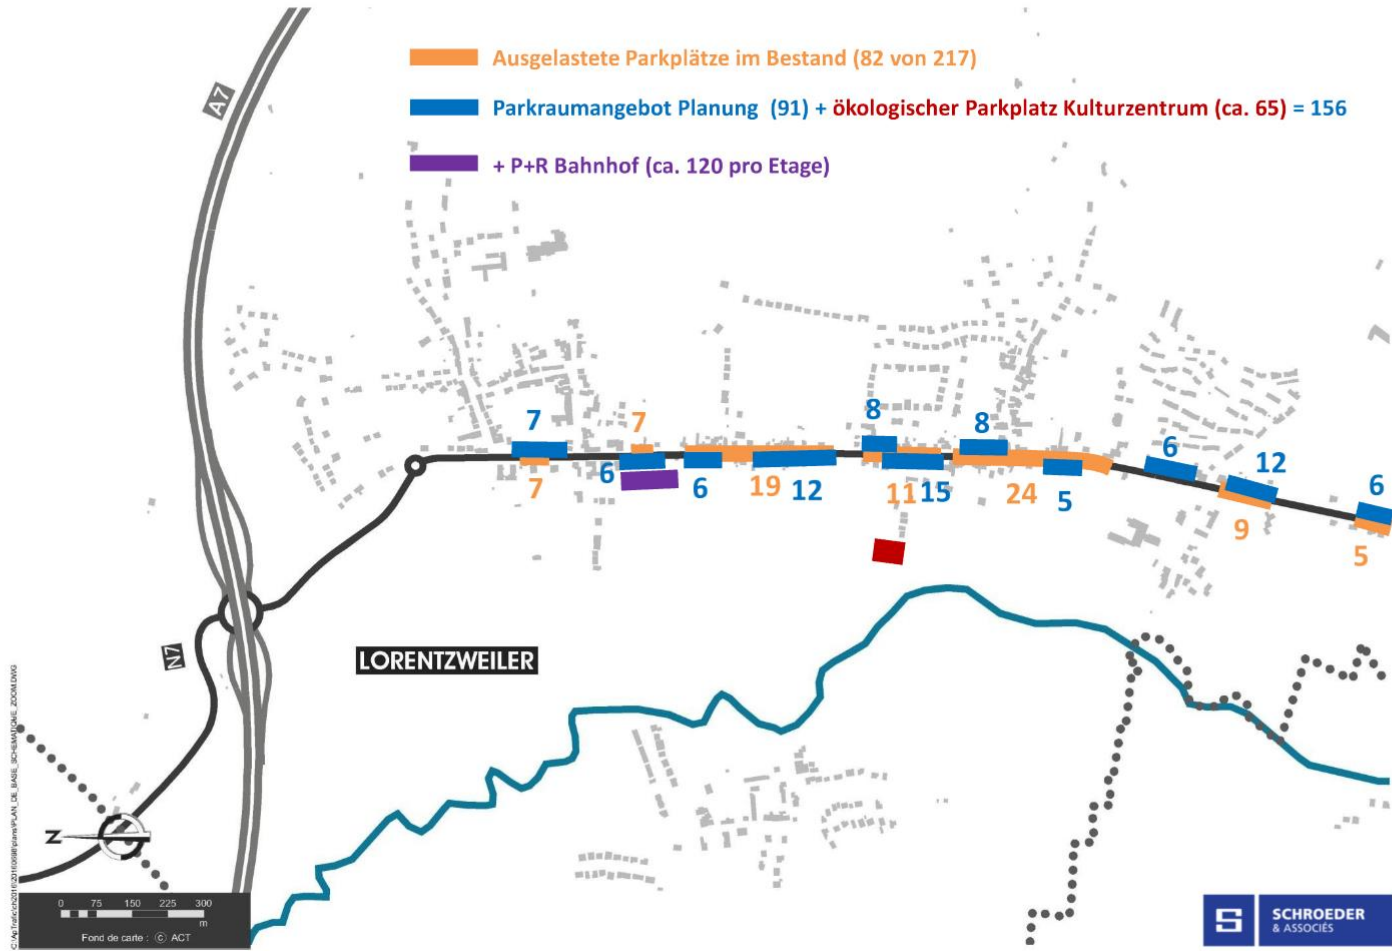 A7
Ausgelastete Parkplätze im Bestand (82 von 217)
Parkraumangebot Planung (91) + ökologischer Parkplatz Kulturzentrum (ca. 65) = 156
+ P+R Bahnhof (ca. 120 pro Etage)
7
7
8
8
6
12
6
7
6
6
19
12
11
15
24
5
9
5
N7
LORENTZWEILER
Z
0 75 150 225 300
m
Fond de carte : © ACT
S
SCHROEDER
& ASSOCIÉS